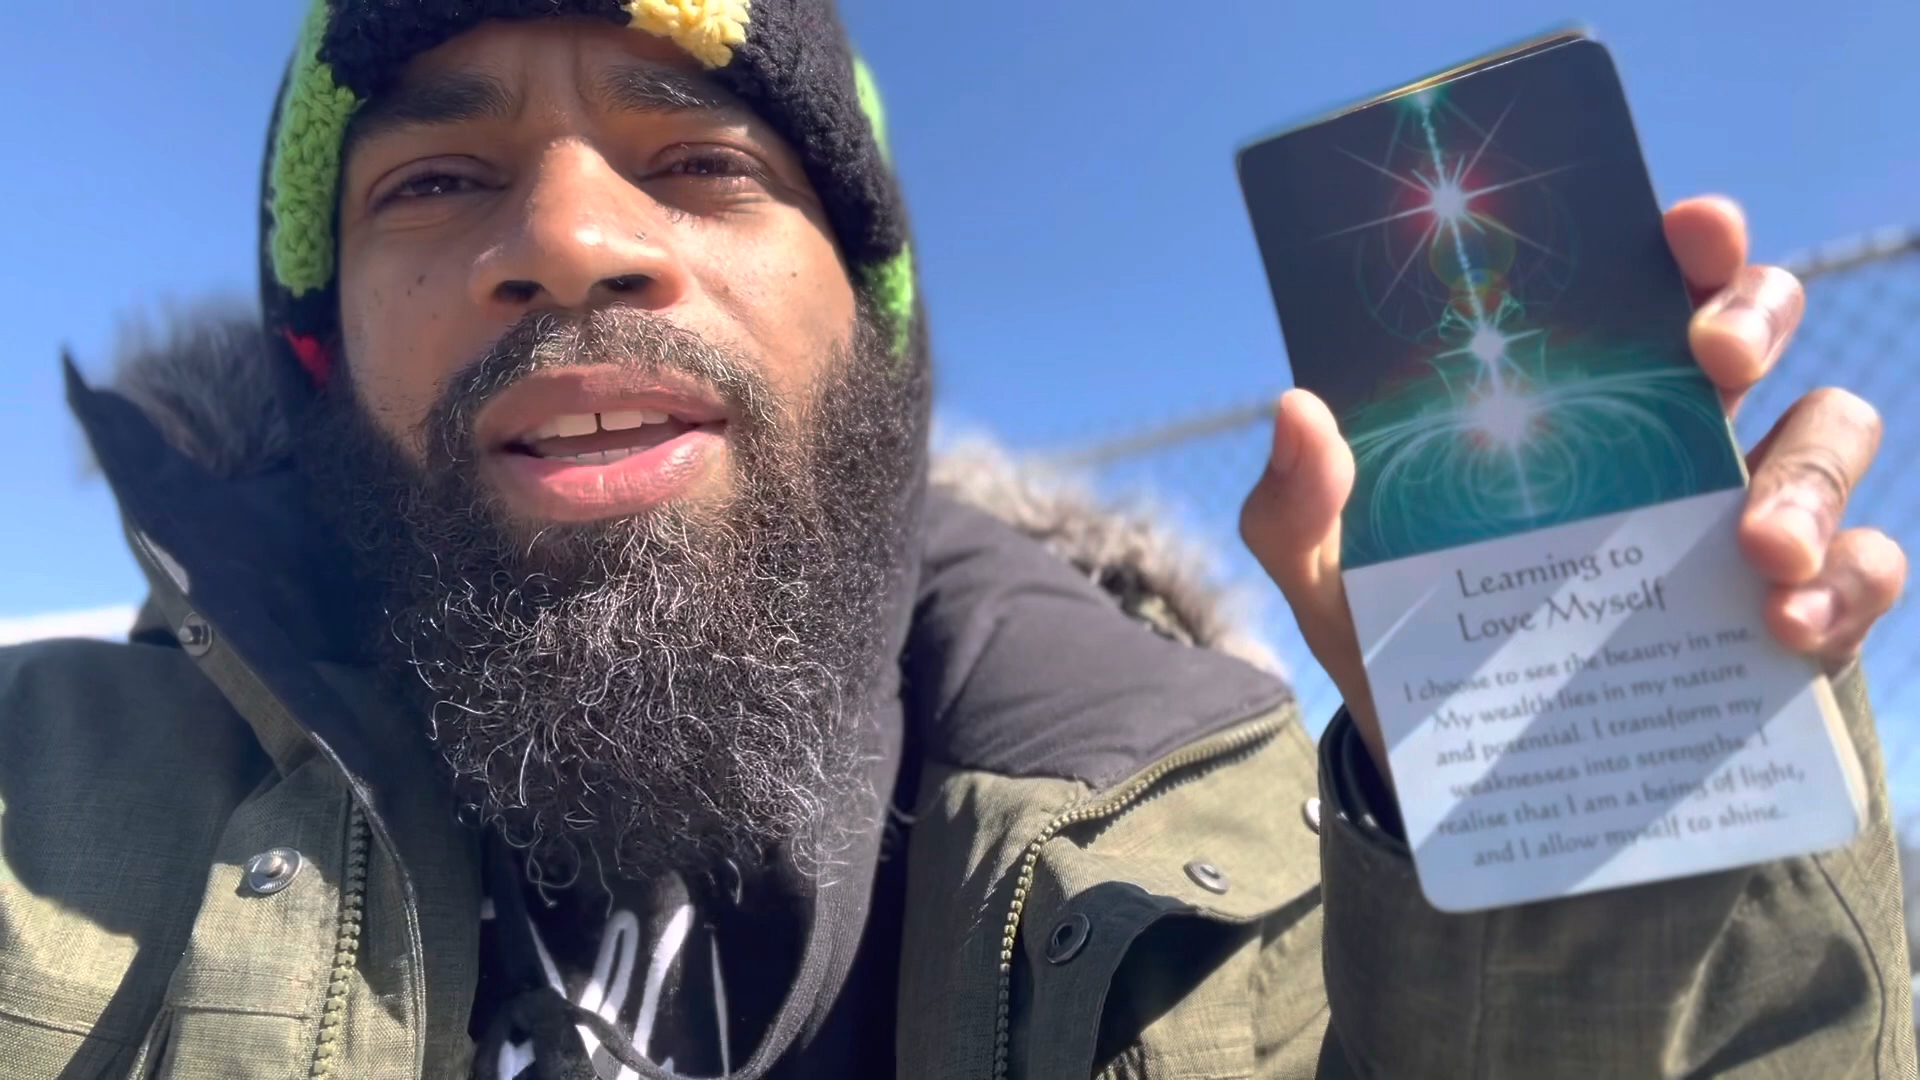 Learning to
Love Myself
I choose to see the beauty in me.
My wealth lies in my nature
and potential. I transform my
weaknesses into strengths. I
realise that I am a being of light,
and I allow myself to shine.